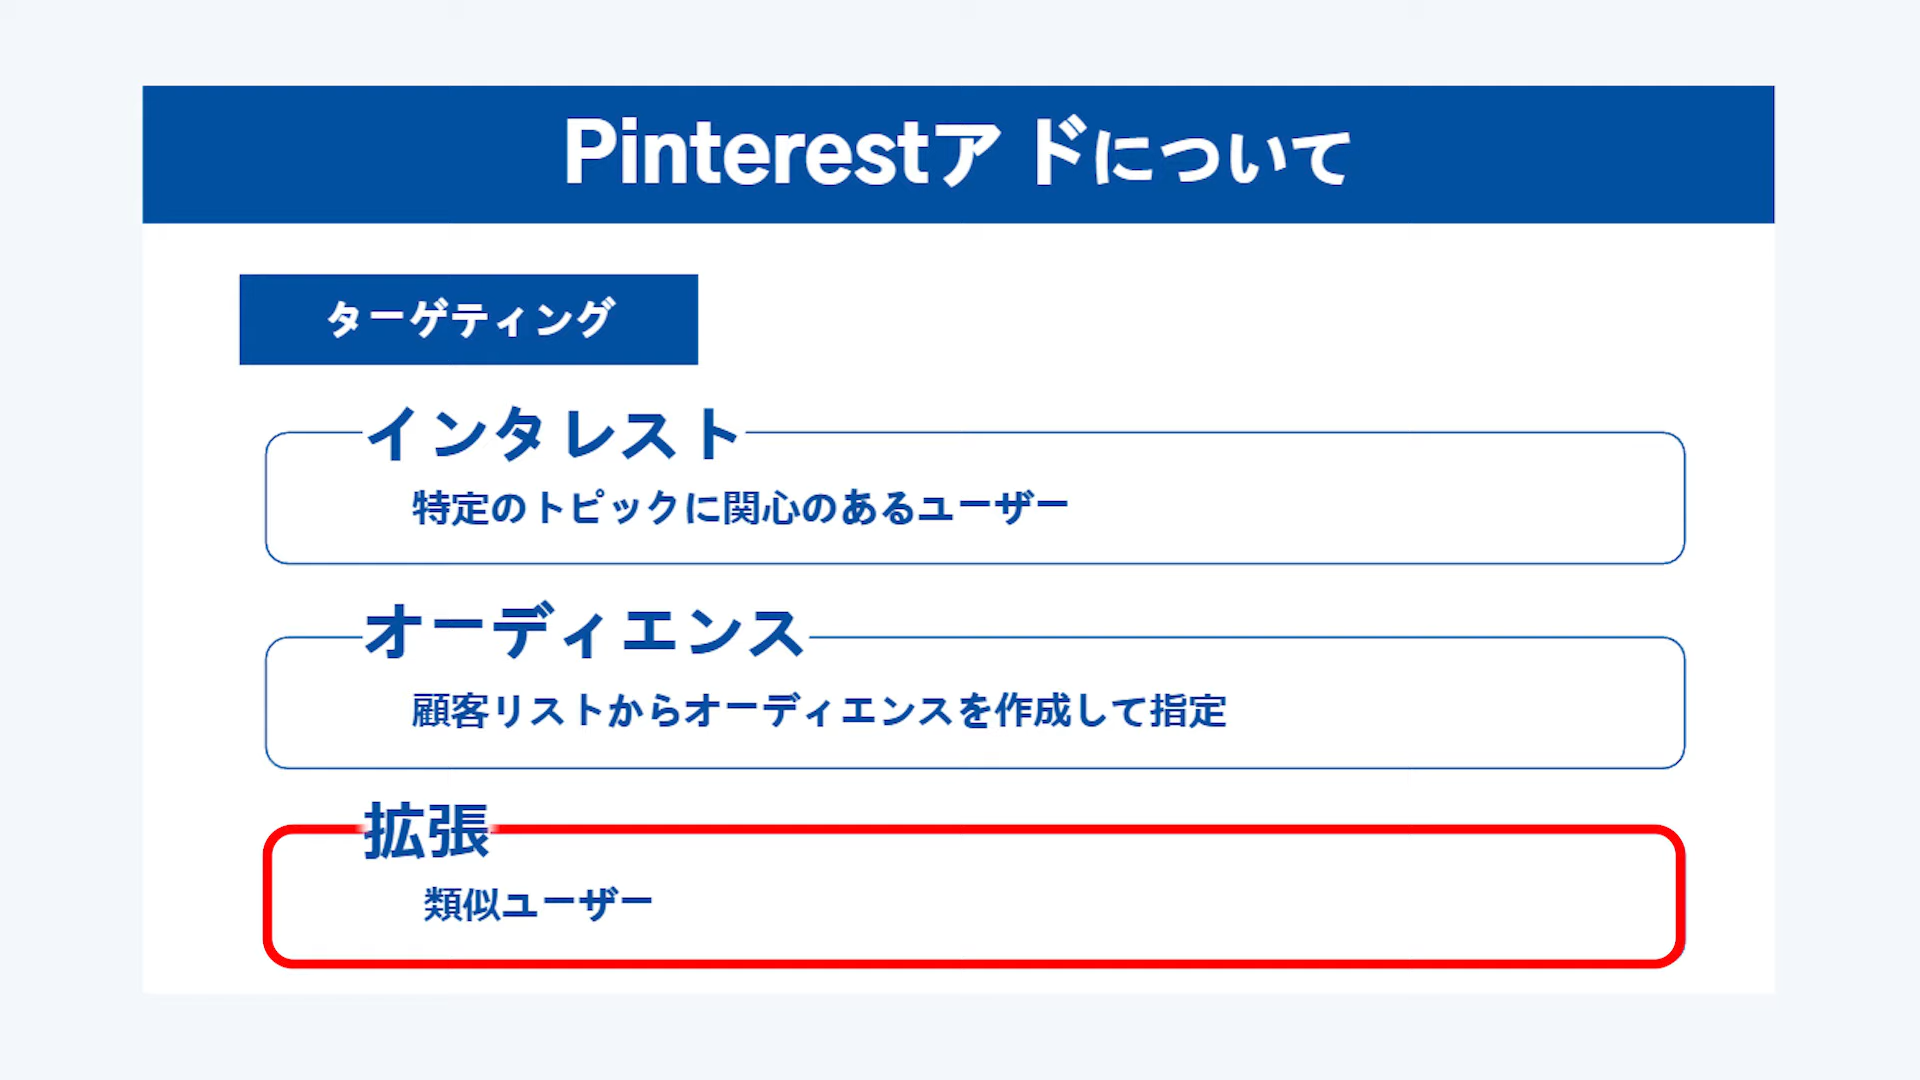 Pinterestアドについて
ターゲティング
インタレスト
特定のトピックに関心のあるユーザー
オーディエンス
顧客リストからオーディエンスを作成して指定
拡張
類似ユーザー